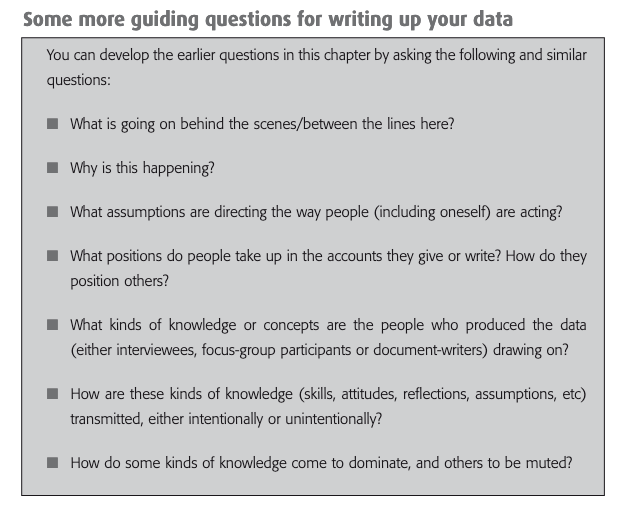 Some more guiding questions for writing up your data
You can develop the earlier questions in this chapter by asking the following and similar
questions:
■ What is going on behind the scenes/between the lines here?
■ Why is this happening?
■ What assumptions are directing the way people (including oneself) are acting?
■ What positions do people take up in the accounts they give or write? How do they
position others?
■ What kinds of knowledge or concepts are the people who produced the data
(either interviewees, focus-group participants or document-writers) drawing on?
■ How are these kinds of knowledge (skills, attitudes, reflections, assumptions, etc)
transmitted, either intentionally or unintentionally?
■ How do some kinds of knowledge come to dominate, and others to be muted?